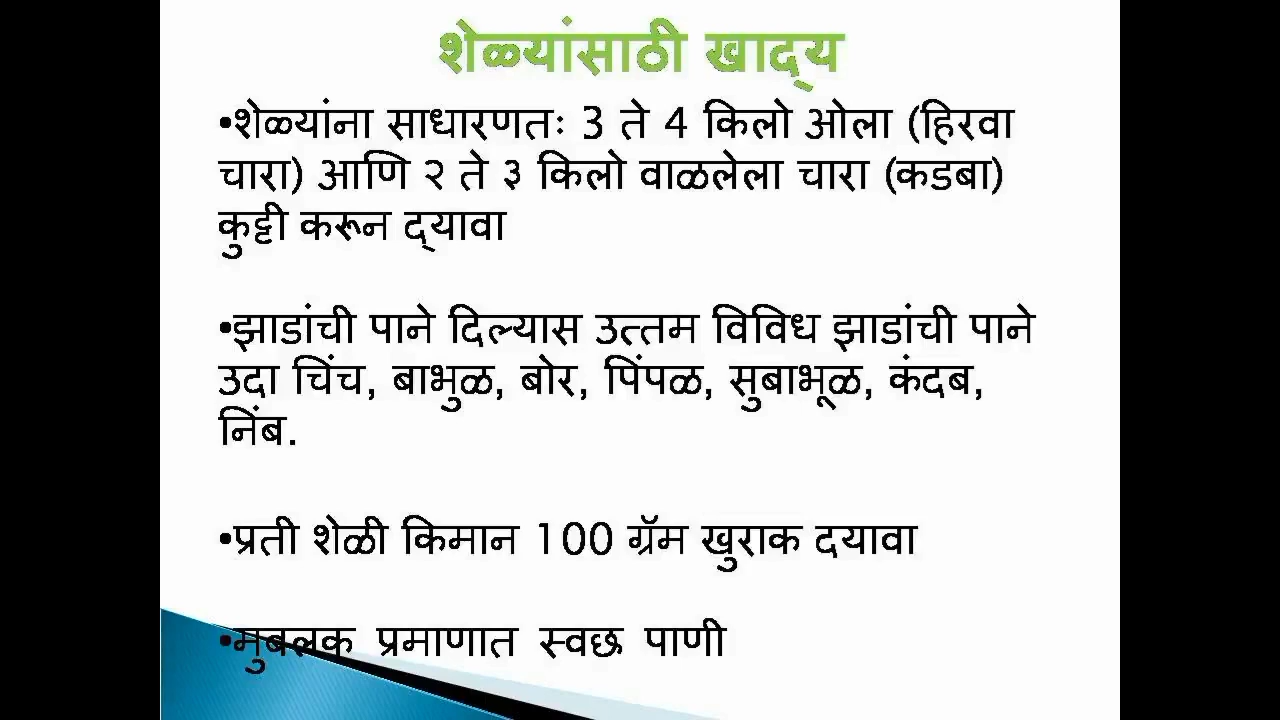 शेळ्यांसाठी खाद्‌य
•शेळ्यांना साधारणतः 3 ते 4 किलो ओला (हिरवा
चारा) आणि २ ते ३ किलो वाळलेला चारा (कडबा)
कुट्टी करून द्‌यावा
•झाडांची पाने दिल्यास उत्तम विविध झाडांची पाने
उदा चिंच, बाभुळ, बोर, पिंपळ, सुबाभूळ, कंदब,
निंब.
•प्रती शेळी किमान 100 ग्रॅम खुराक दयावा
•मुबलक प्रमाणात स्वछ पाणी